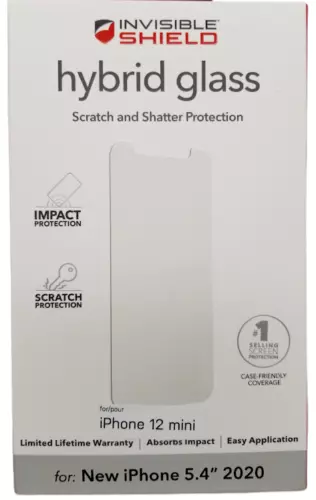 INVISIBLE
SHIELD
hybrid glass
Scratch and Shatter Protection
IMPACT
PROTECTION
SCRATCH
PROTECTION
#1
SELLING
SCREEN
PROTECTION
CASE-FRIENDLY
COVERAGE
for/pour
iPhone 12 mini
Limited Lifetime Warranty | Absorbs Impact | Easy Application
for: New iPhone 5.4" 2020